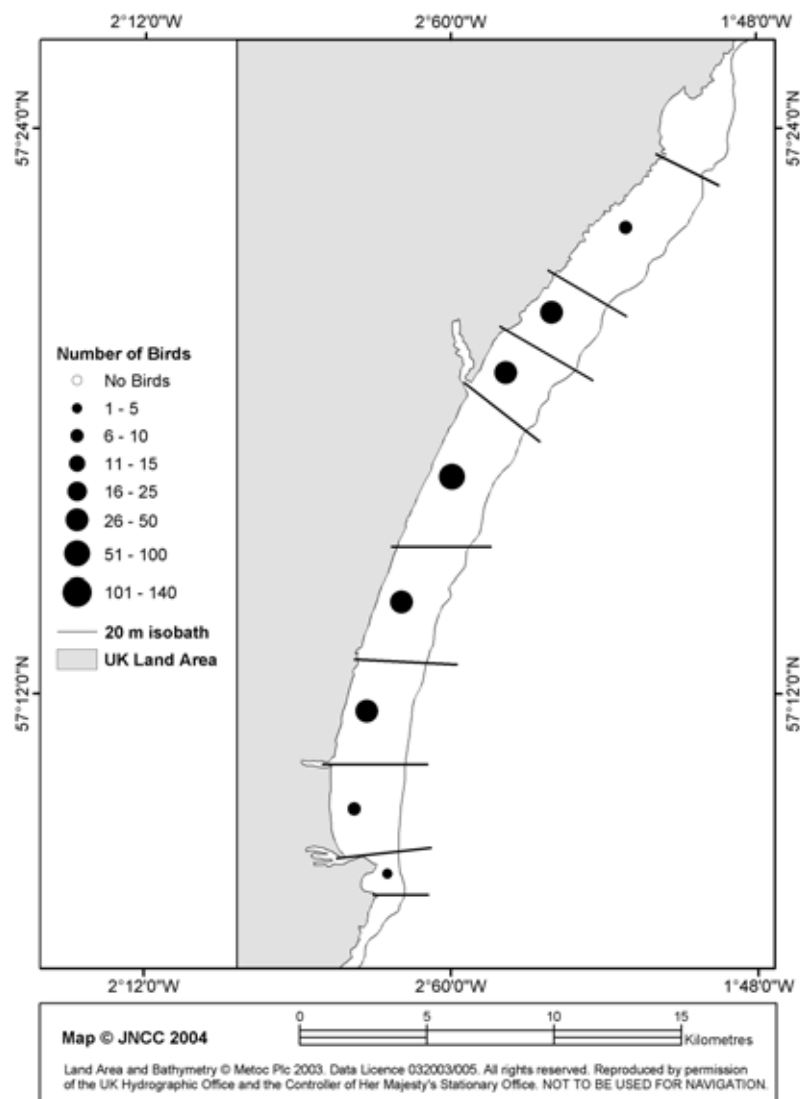 2°12'0"W 2°60'0"W 1°48'0"W
57°24'0"N 57°24'0"N
Number of Birds
No Birds
1 - 5
6 - 10
11 - 15
16 - 25
26 - 50
51 - 100
101 - 140
20 m isobath
UK Land Area
57°12'0"N 57°12'0"N
2°12'0"W 2°60'0"W 1°48'0"W
0 5 10 15
Map © JNCC 2004 Kilometres
Land Area and Bathymetry © Metoc Plc 2003. Data Licence 032003/005. All rights reserved. Reproduced by permission
of the UK Hydrographic Office and the Controller of Her Majesty's Stationary Office. NOT TO BE USED FOR NAVIGATION.